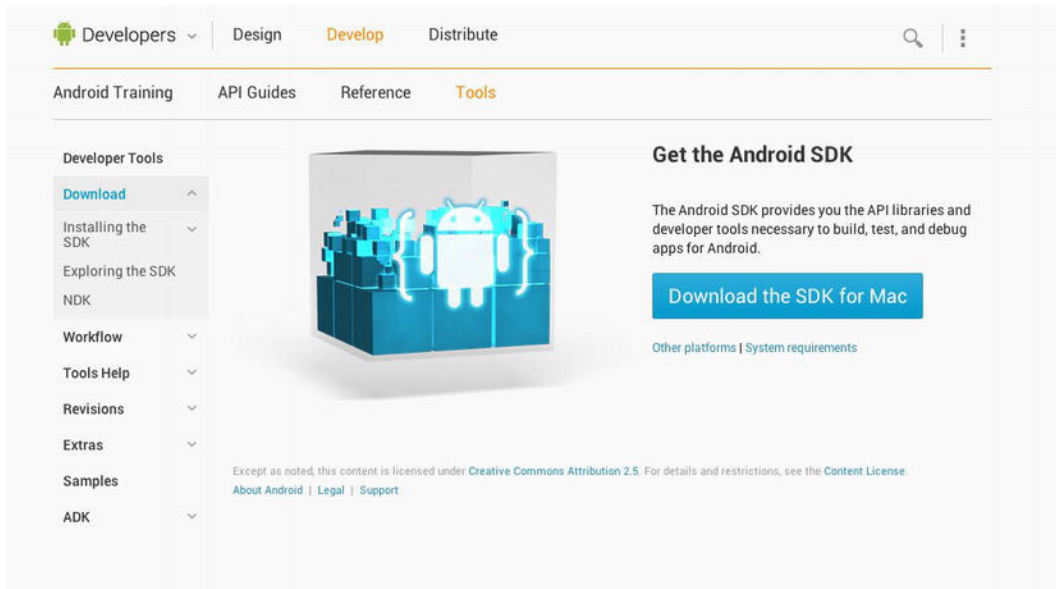 Developers Design Develop Distribute
Android Training API Guides Reference Tools
Developer Tools
Download
Installing the
SDK
Exploring the SDK
NDK
Workflow
Tools Help
Revisions
Extras
Samples
ADK
Get the Android SDK
The Android SDK provides you the API libraries and
developer tools necessary to build, test, and debug
apps for Android.
Download the SDK for Mac
Other platforms | System requirements
Except as noted, this content is licensed under Creative Commons Attribution 2.5. For details and restrictions, see the Content License.
About Android | Legal | Support